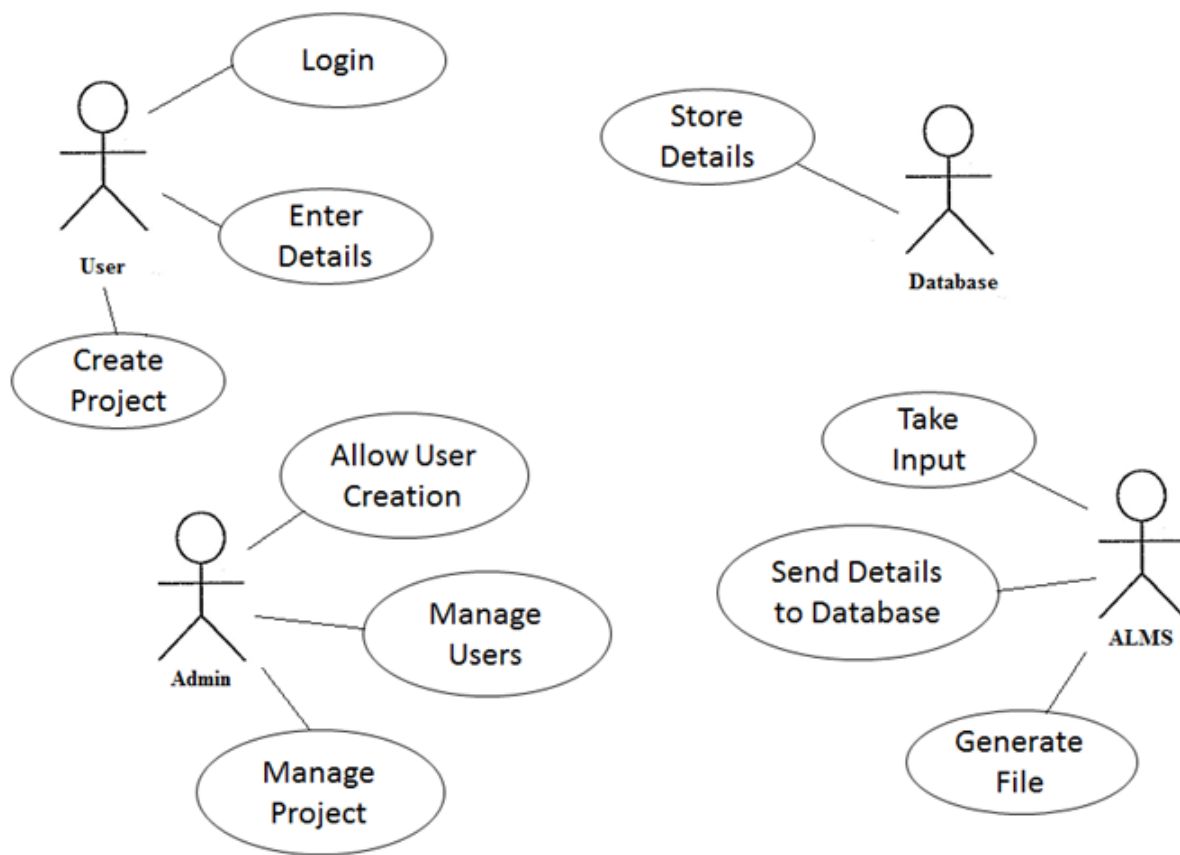 Login
Enter
Details
User
Create
Project
Store
Details
Database
Allow User
Creation
Manage
Users
Admin
Manage
Project
Take
Input
Send Details
to Database
ALMS
Generate
File